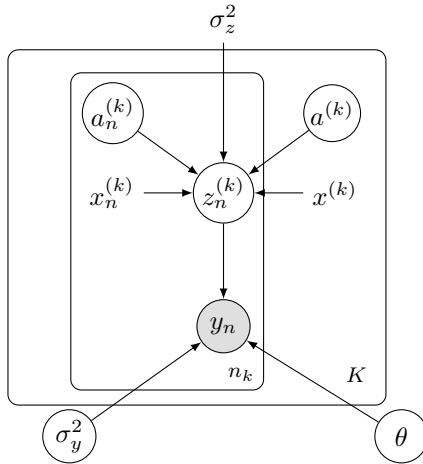 σ_z^2
a_n^{(k)} a^{(k)}
x_n^{(k)} z_n^{(k)} x^{(k)}
y_n
n_k K
σ_y^2 θ